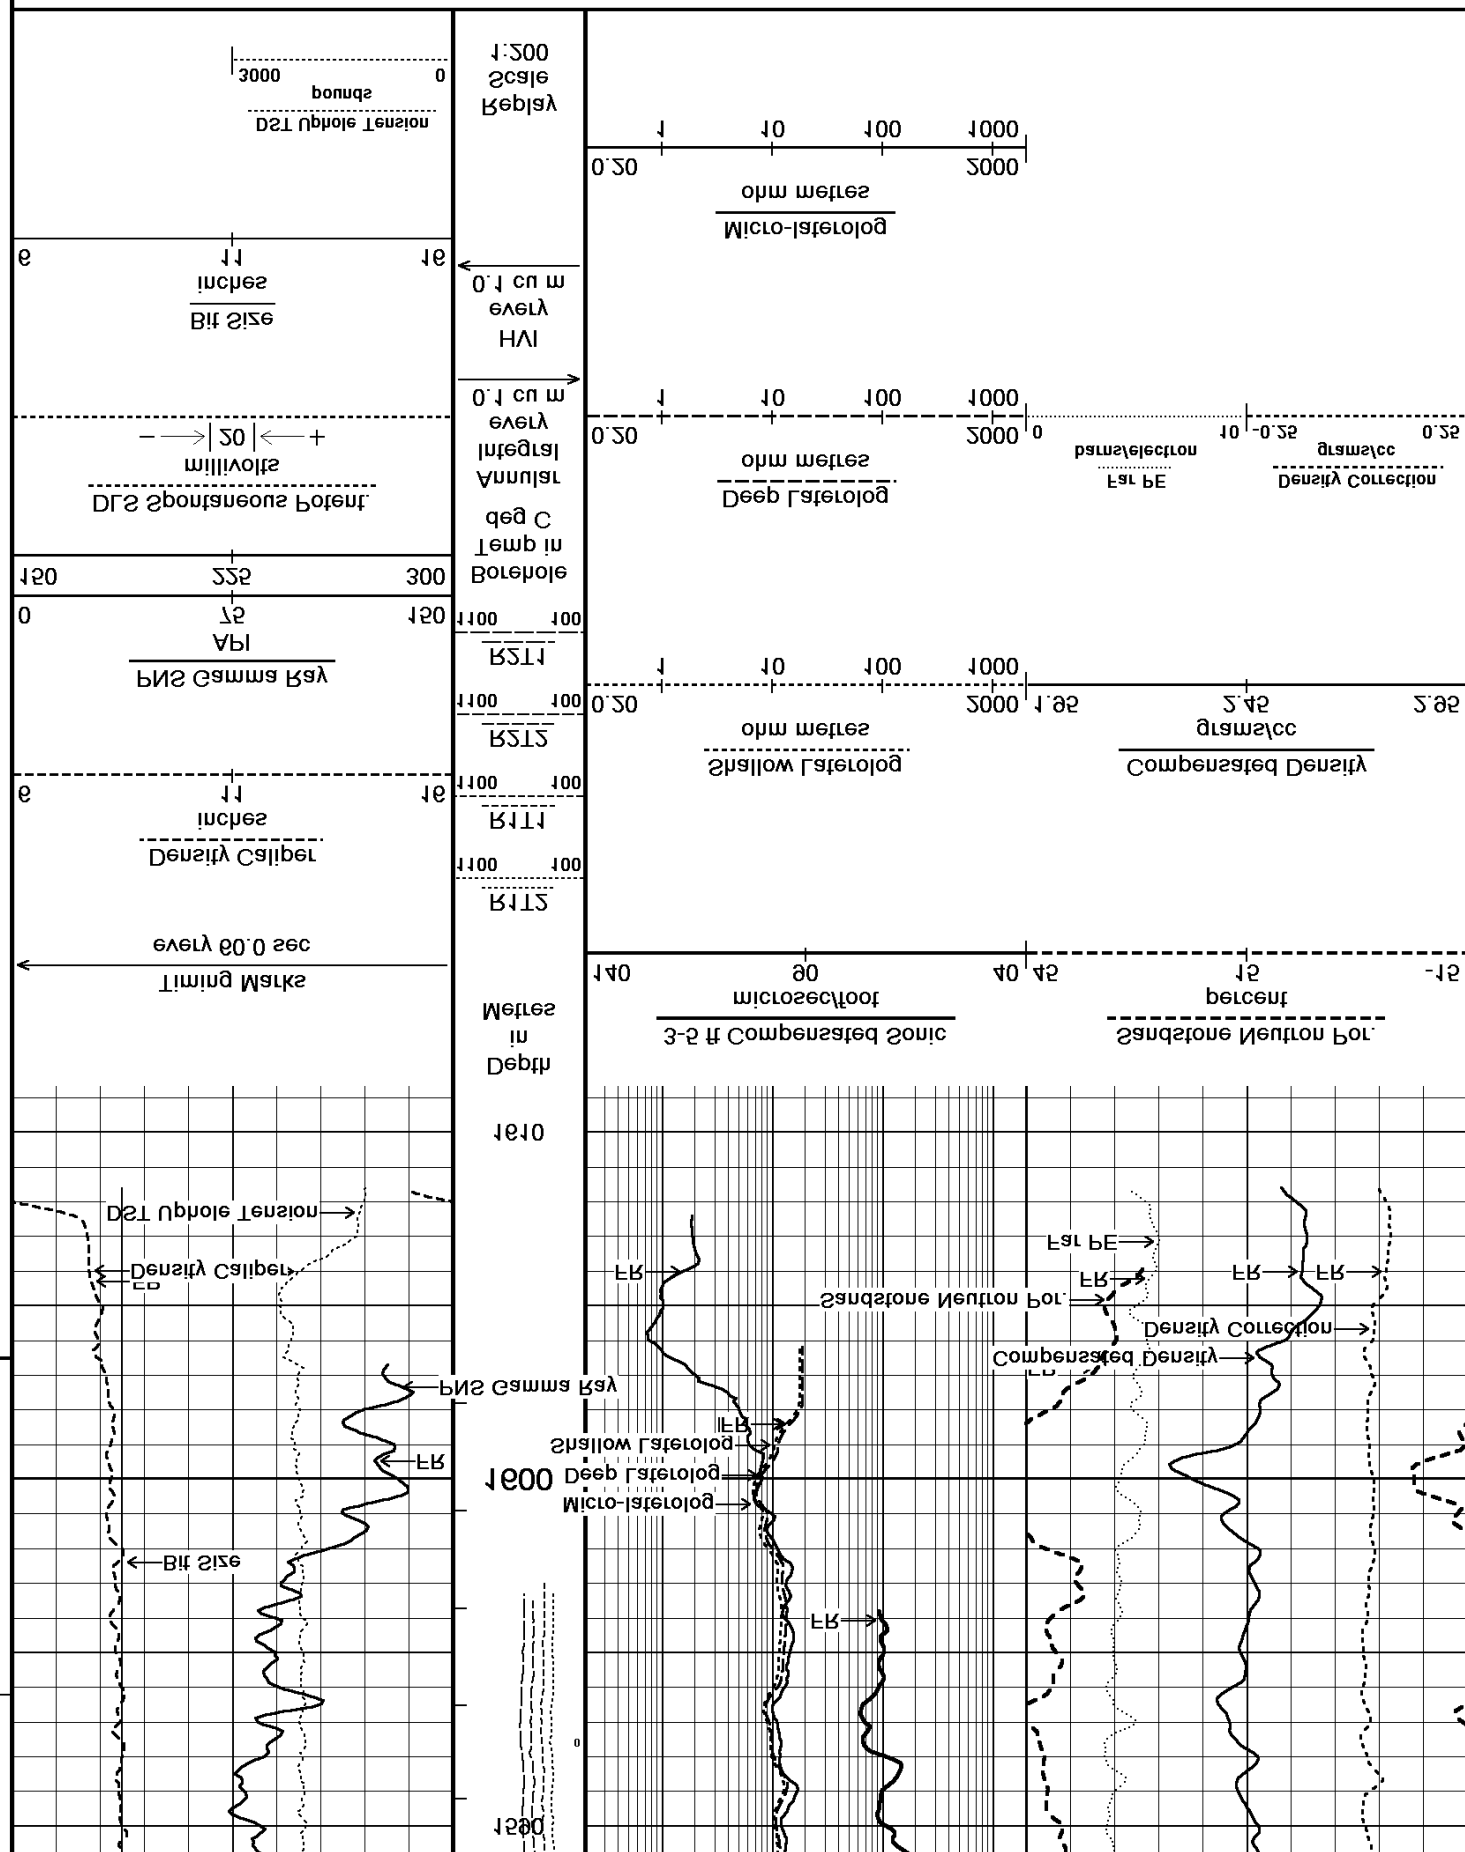 1590
0
FR
Bit Size
Micro-laterolog
Deep Laterolog
Shallow Laterolog
FR
1600
FR
PNS Gamma Ray
Compensated Density
Density Correction
Sandstone Neutron Por.
FR
Density Caliper
FR
FR
FR
FR
Far PE
DST Uphole Tension
1610
Timing Marks
every 60.0 sec
Density Caliper
inches
6 11 16
PNS Gamma Ray
API
0 75 150
150 225 300
DLS Spontaneous Potent.
millivolts
− 20 +
Bit Size
inches
6 11 16
DST Uphole Tension
pounds
3000 0
Depth
in
Metres
R1T2
1100 100
R1T1
1100 100
R2T2
1100 100
R2T1
1100 100
Borehole
Temp in
deg C
Annular
Integral
every
0.1 cu m
HVI
every
0.1 cu m
Replay
Scale
1:200
3-5 ft Compensated Sonic
microsec/foot
140 90 40
Shallow Laterolog
ohm metres
0.20 2000
1 10 100 1000
Deep Laterolog
ohm metres
0.20 2000
1 10 100 1000
Micro-laterolog
ohm metres
0.20 2000
1 10 100 1000
Sandstone Neutron Por.
percent
45 15 -15
Compensated Density
grams/cc
1.95 2.45 2.95
Far PE
barns/electron
0 10
Density Correction
grams/cc
-0.25 0.25